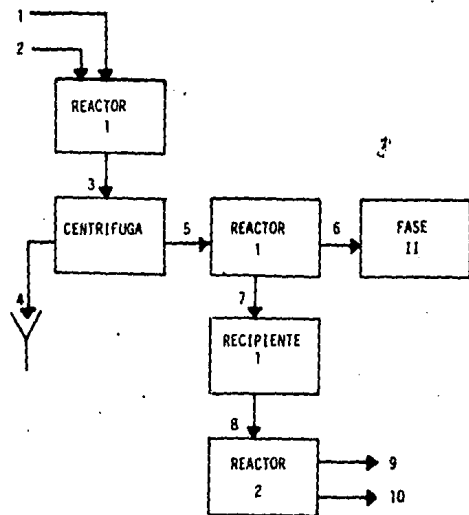 1
2
REACTOR
1
3
CENTRIFUGA
5
REACTOR
1
6
FASE
II
4
7
RECIPIENTE
1
8
REACTOR
2
9
10